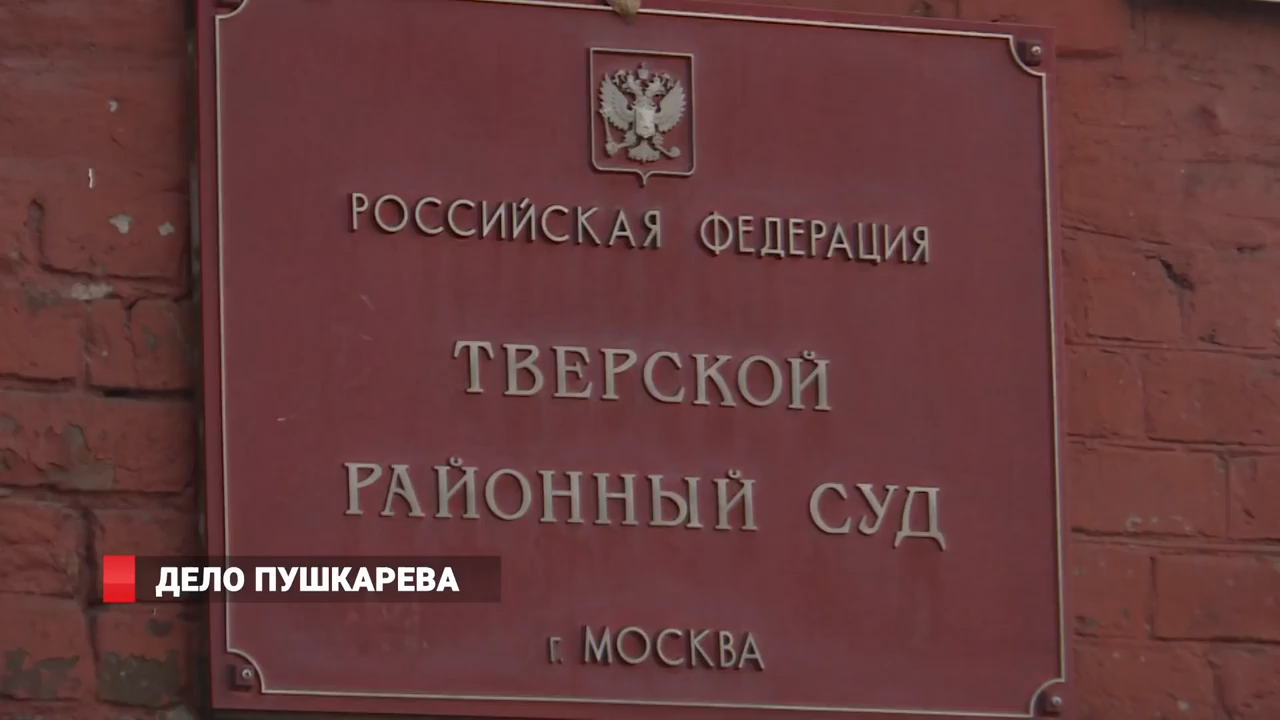 РОССИЙСКАЯ ФЕДЕРАЦИЯ
ТВЕРСКОЙ
РАЙОННЫЙ СУД
г. МОСКВА
ДЕЛО ПУШКАРЕВА